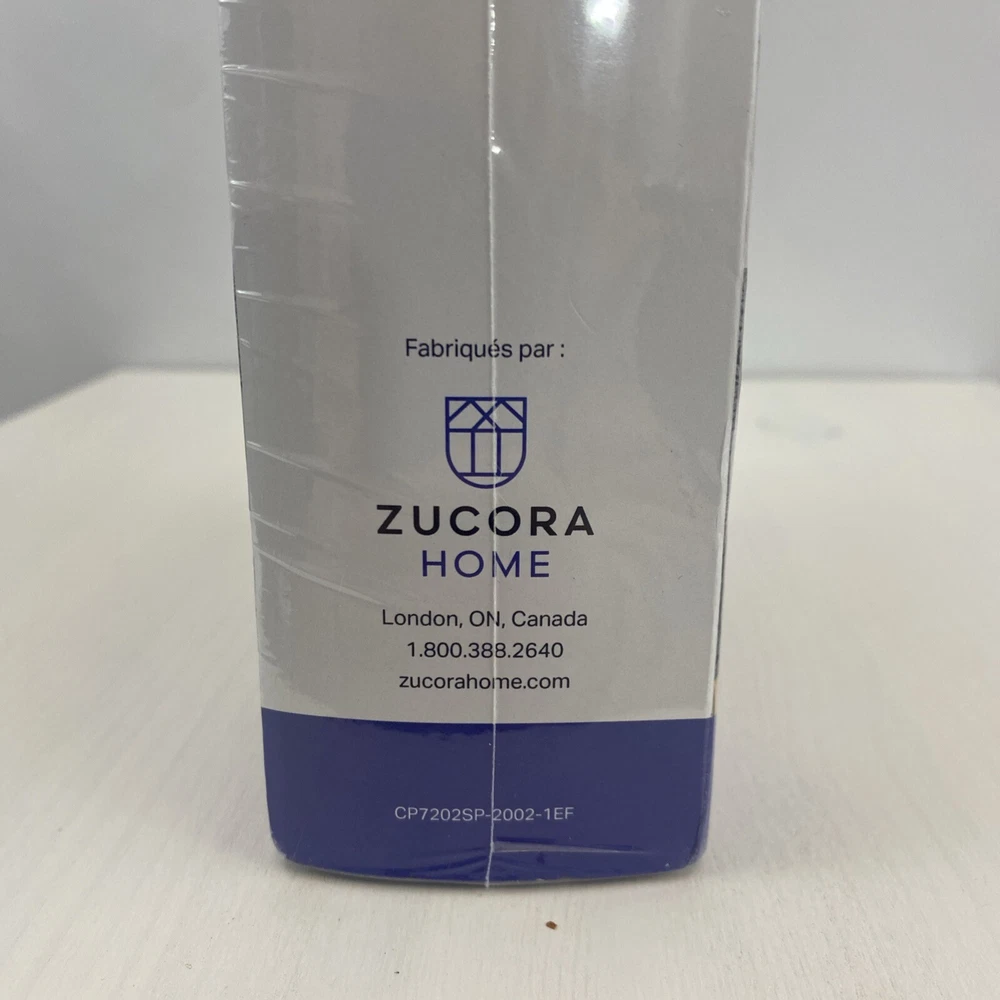 Fabriqués par :
ZUCORA
HOME
London, ON, Canada
1.800.388.2640
zucorahome.com
CP7202SP-2002-1EF